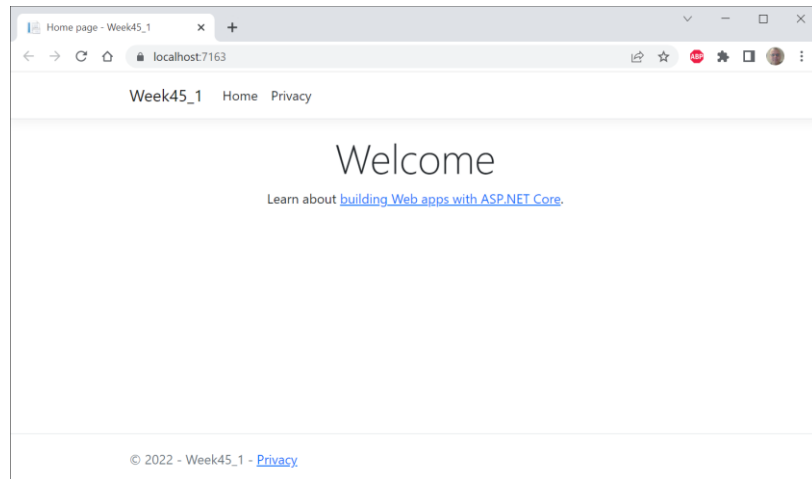 Home page - Week45_1
localhost:7163
ABP
Week45_1 Home Privacy
Welcome
Learn about building Web apps with ASP.NET Core.
© 2022 - Week45_1 - Privacy